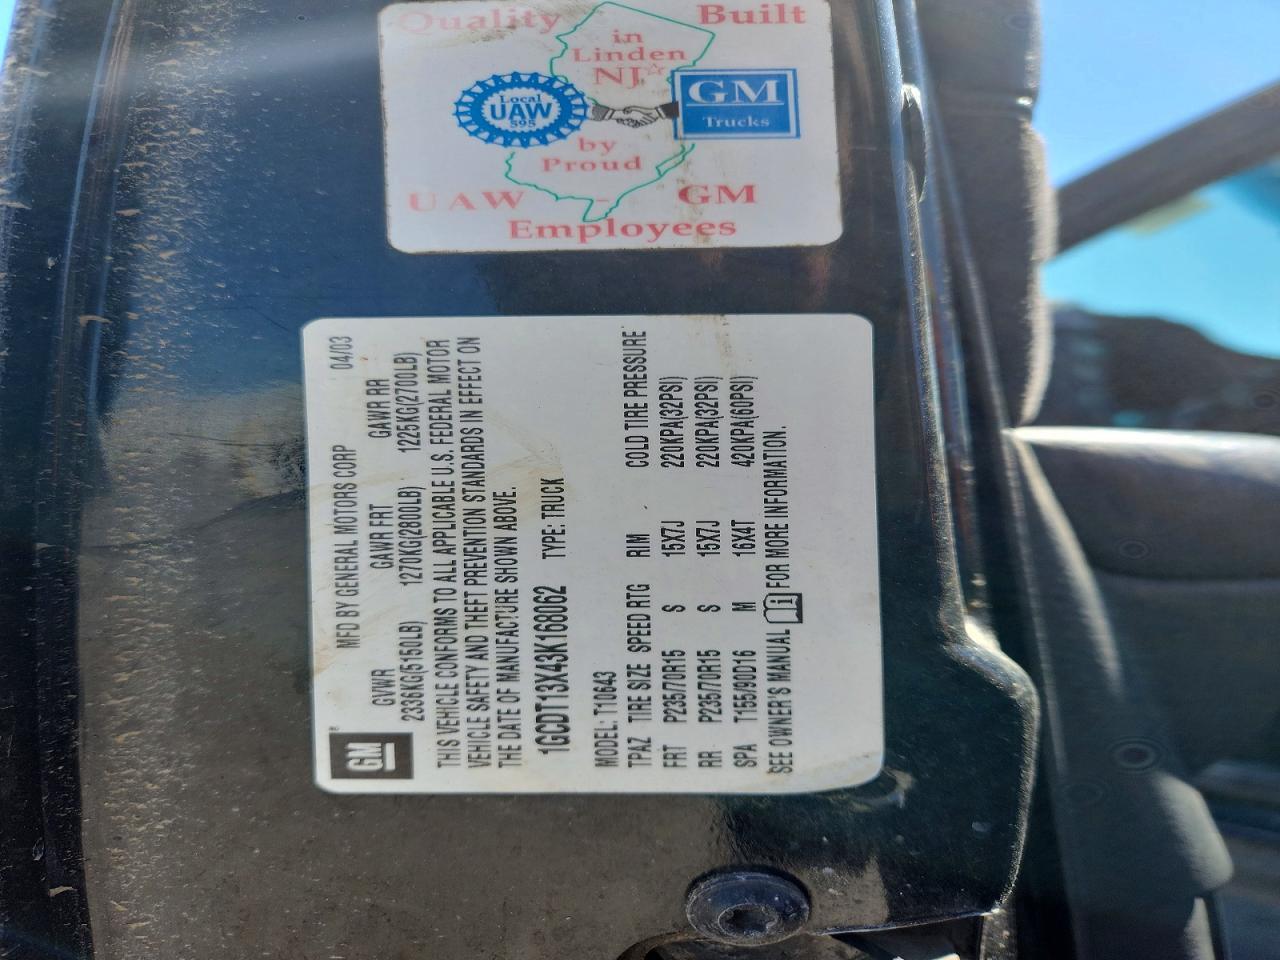 Quality Built
in
Linden
NJ
Local
UAW
595
GM
Trucks
by
Proud
UAW - GM
Employees
GM ®
MFD BY GENERAL MOTORS CORP 04/03
GVWR GAWR FRT GAWR RR
2336KG(5150LB) 1270KG(2800LB) 1225KG(2700LB)
THIS VEHICLE CONFORMS TO ALL APPLICABLE U.S. FEDERAL MOTOR
VEHICLE SAFETY AND THEFT PREVENTION STANDARDS IN EFFECT ON
THE DATE OF MANUFACTURE SHOWN ABOVE.
1GCDT13X43K168062 TYPE: TRUCK
MODEL: T10643
TPAZ TIRE SIZE SPEED RTG RIM COLD TIRE PRESSURE
FRT P235/70R15 S 15X7J 220KPA(32PSI)
RR P235/70R15 S 15X7J 220KPA(32PSI)
SPA T155/90D16 M 16X4T 420KPA(60PSI)
SEE OWNER'S MANUAL FOR MORE INFORMATION.